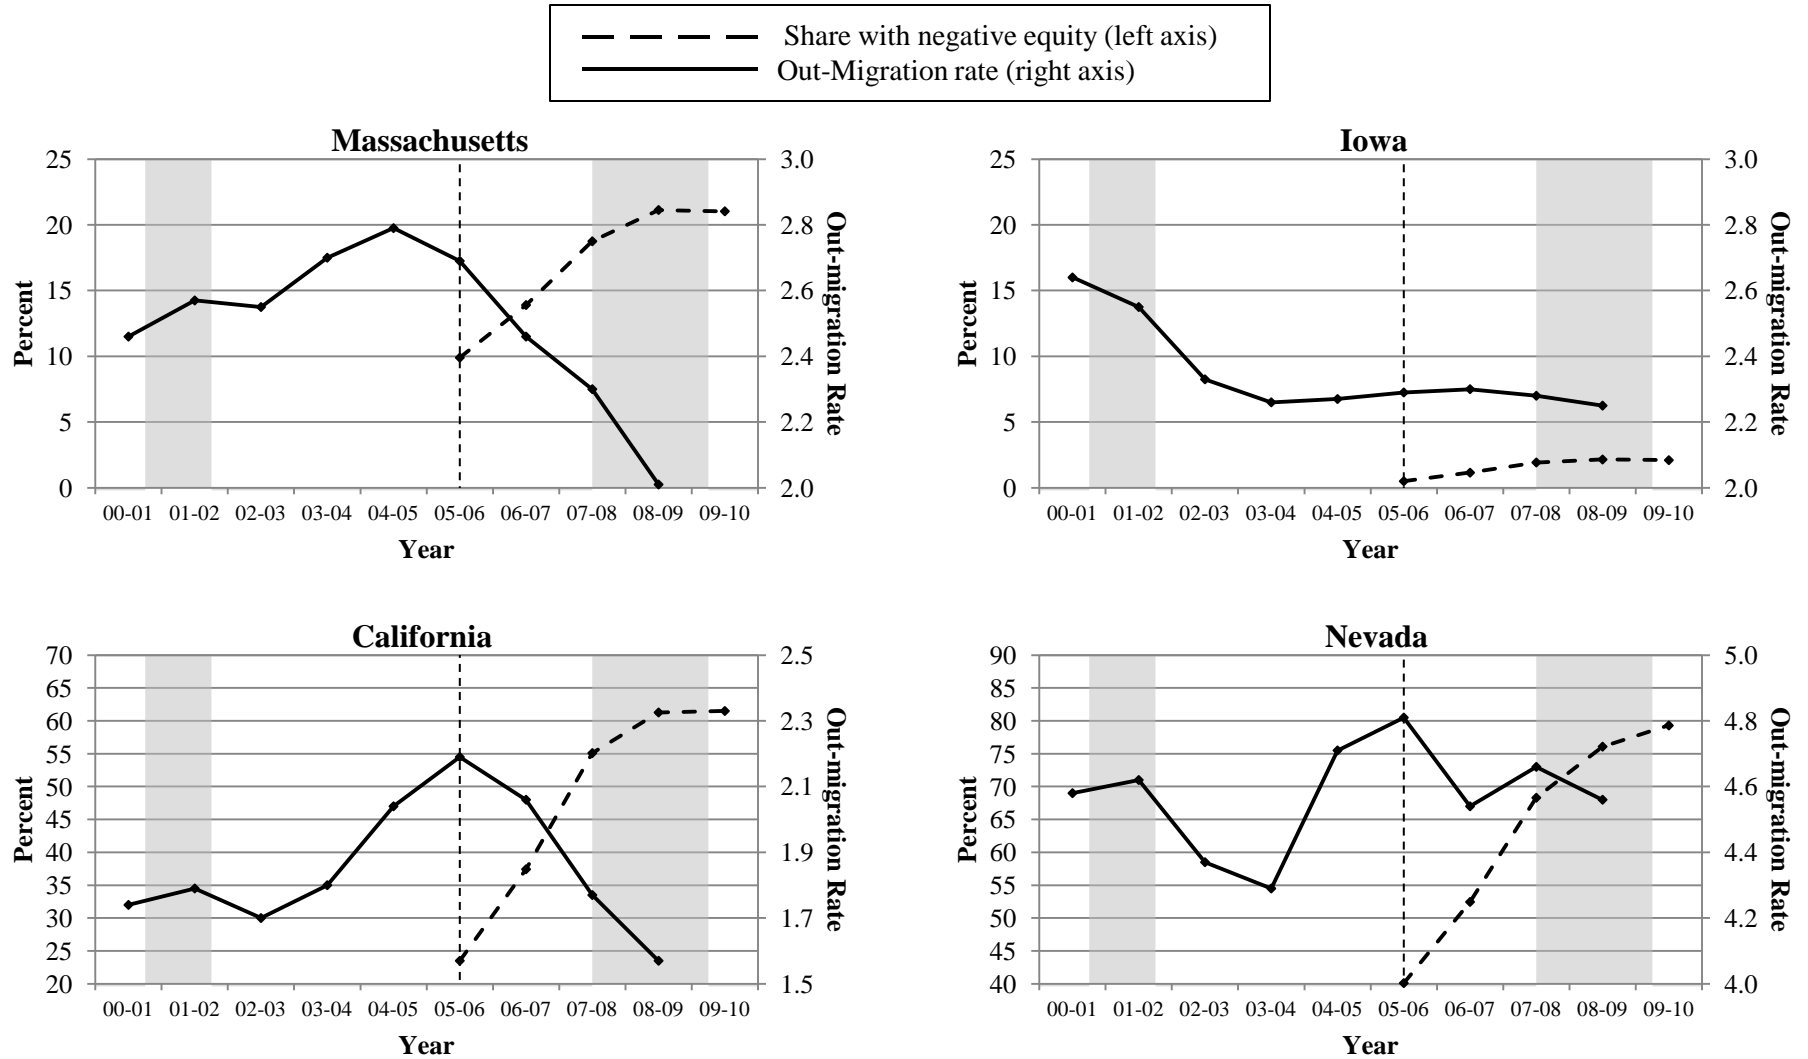 Share with negative equity (left axis)
Out-Migration rate (right axis)
Massachusetts
25
20
15
10
5
0
Percent
3.0
2.8
2.6
2.4
2.2
2.0
Out-migration Rate
00-01 01-02 02-03 03-04 04-05 05-06 06-07 07-08 08-09 09-10
Year
Iowa
25
20
15
10
5
0
Percent
3.0
2.8
2.6
2.4
2.2
2.0
Out-migration Rate
00-01 01-02 02-03 03-04 04-05 05-06 06-07 07-08 08-09 09-10
Year
California
70
65
60
55
50
45
40
35
30
25
20
Percent
2.5
2.3
2.1
1.9
1.7
1.5
Out-migration Rate
00-01 01-02 02-03 03-04 04-05 05-06 06-07 07-08 08-09 09-10
Year
Nevada
90
85
80
75
70
65
60
55
50
45
40
Percent
5.0
4.8
4.6
4.4
4.2
4.0
Out-migration Rate
00-01 01-02 02-03 03-04 04-05 05-06 06-07 07-08 08-09 09-10
Year